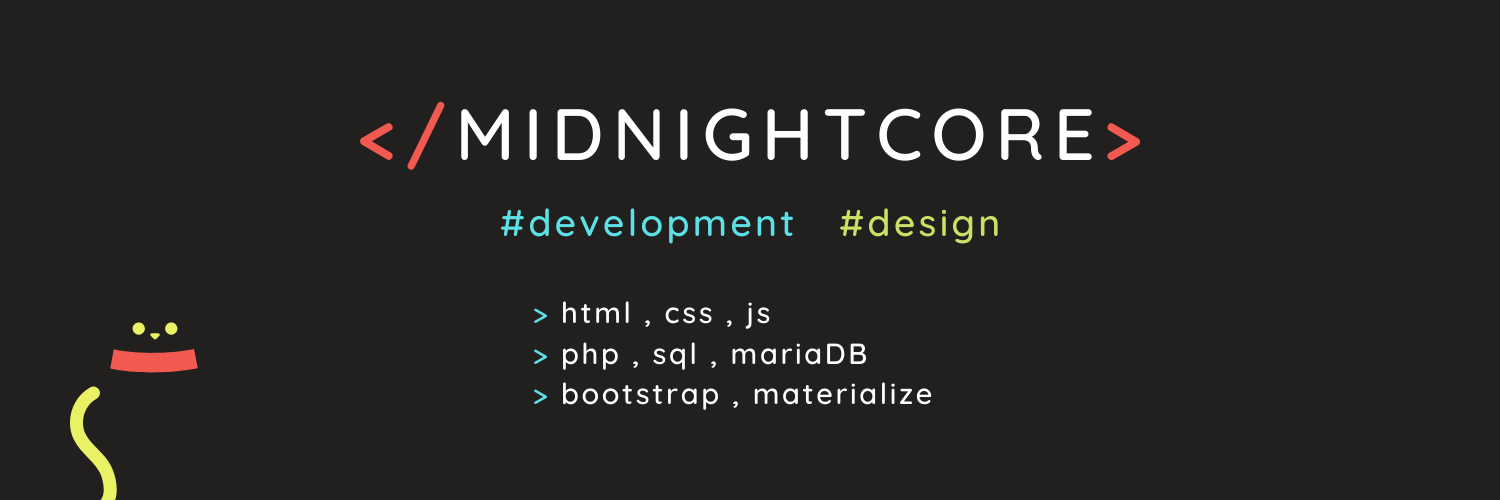 </MIDNIGHTCORE>
#development #design
> html , css , js
> php , sql , mariaDB
> bootstrap , materialize